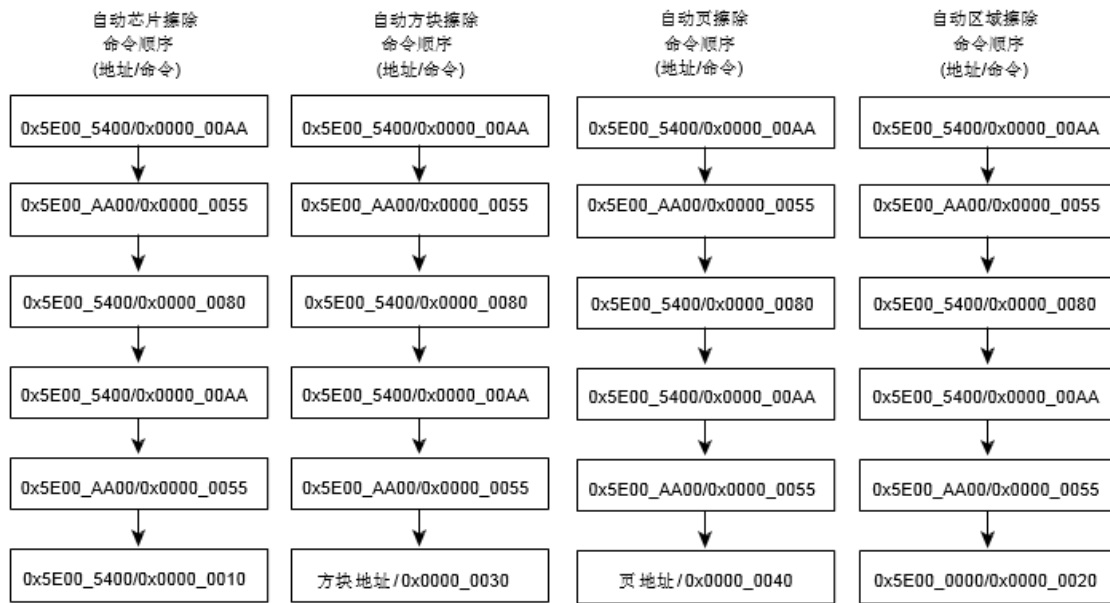 自动芯片擦除
命令顺序
(地址/命令)
0x5E00_5400/0x0000_00AA
0x5E00_AA00/0x0000_0055
0x5E00_5400/0x0000_0080
0x5E00_5400/0x0000_00AA
0x5E00_AA00/0x0000_0055
0x5E00_5400/0x0000_0010
自动方块擦除
命令顺序
(地址/命令)
0x5E00_5400/0x0000_00AA
0x5E00_AA00/0x0000_0055
0x5E00_5400/0x0000_0080
0x5E00_5400/0x0000_00AA
0x5E00_AA00/0x0000_0055
方块地址/0x0000_0030
自动页擦除
命令顺序
(地址/命令)
0x5E00_5400/0x0000_00AA
0x5E00_AA00/0x0000_0055
0x5E00_5400/0x0000_0080
0x5E00_5400/0x0000_00AA
0x5E00_AA00/0x0000_0055
页地址/0x0000_0040
自动区域擦除
命令顺序
(地址/命令)
0x5E00_5400/0x0000_00AA
0x5E00_AA00/0x0000_0055
0x5E00_5400/0x0000_0080
0x5E00_5400/0x0000_00AA
0x5E00_AA00/0x0000_0055
0x5E00_0000/0x0000_0020